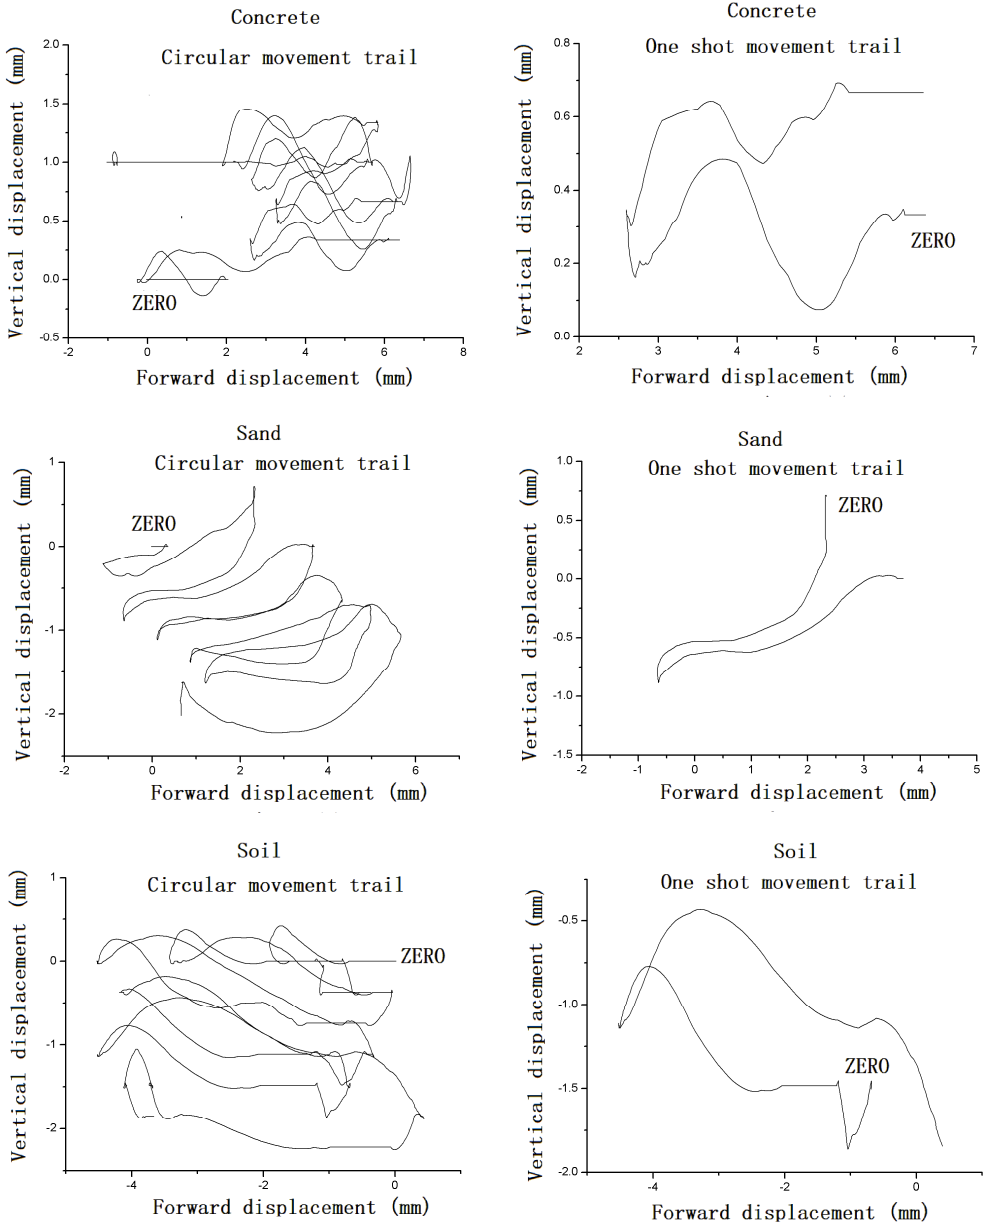 Concrete
Circular movement trail
Vertical displacement (mm)
2.0
1.5
1.0
0.5
0.0
-0.5
ZERO
-2
0
2
4
6
8
Forward displacement (mm)
Concrete
One shot movement trail
Vertical displacement (mm)
0.8
0.6
0.4
0.2
0.0
ZERO
2
3
4
5
6
7
Forward displacement (mm)
Sand
Circular movement trail
Vertical displacement (mm)
1
0
-1
-2
ZERO
-2
0
2
4
6
Forward displacement (mm)
Sand
One shot movement trail
Vertical displacement (mm)
1.0
0.5
0.0
-0.5
-1.0
-1.5
ZERO
-2
-1
0
1
2
3
4
5
Forward displacement (mm)
Soil
Circular movement trail
Vertical displacement (mm)
1
0
-1
-2
ZERO
-4
-2
0
Forward displacement (mm)
Soil
One shot movement trail
Vertical displacement (mm)
-0.5
-1.0
-1.5
-2.0
ZERO
-4
-2
0
Forward displacement (mm)